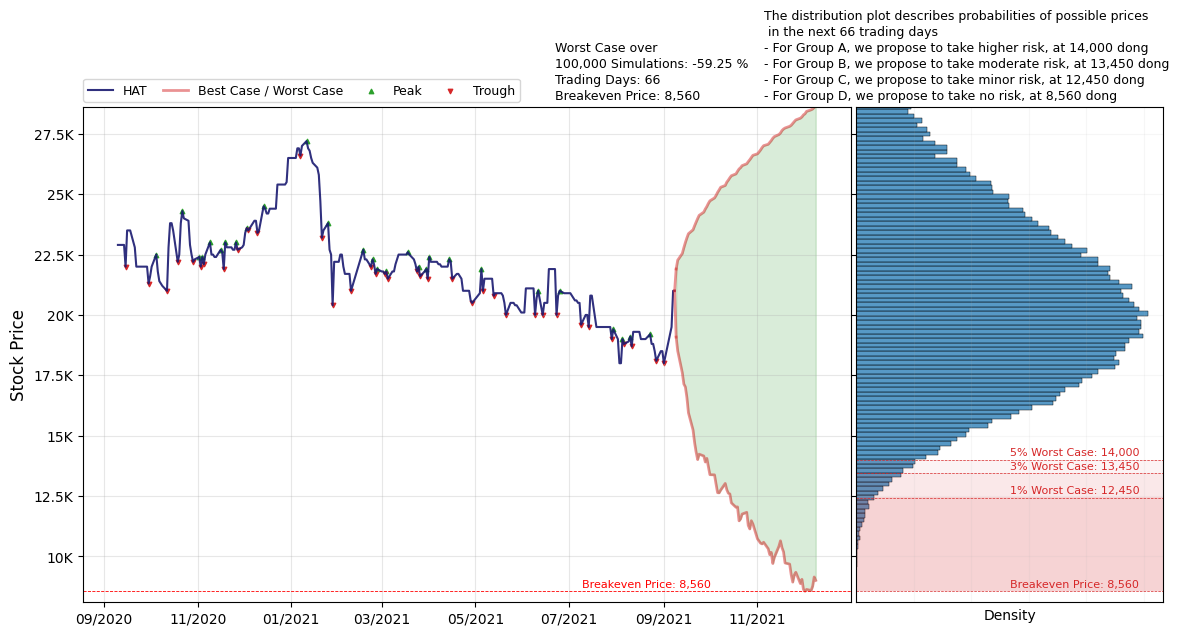 The distribution plot describes probabilities of possible prices
in the next 66 trading days
- For Group A, we propose to take higher risk, at 14,000 dong
- For Group B, we propose to take moderate risk, at 13,450 dong
- For Group C, we propose to take minor risk, at 12,450 dong
- For Group D, we propose to take no risk, at 8,560 dong
Worst Case over
100,000 Simulations: -59.25 %
Trading Days: 66
Breakeven Price: 8,560
HAT
Best Case / Worst Case
Peak
Trough
Stock Price
27.5K
25K
22.5K
20K
17.5K
15K
12.5K
10K
Breakeven Price: 8,560
09/2020
11/2020
01/2021
03/2021
05/2021
07/2021
09/2021
11/2021
5% Worst Case: 14,000
3% Worst Case: 13,450
1% Worst Case: 12,450
Breakeven Price: 8,560
Density